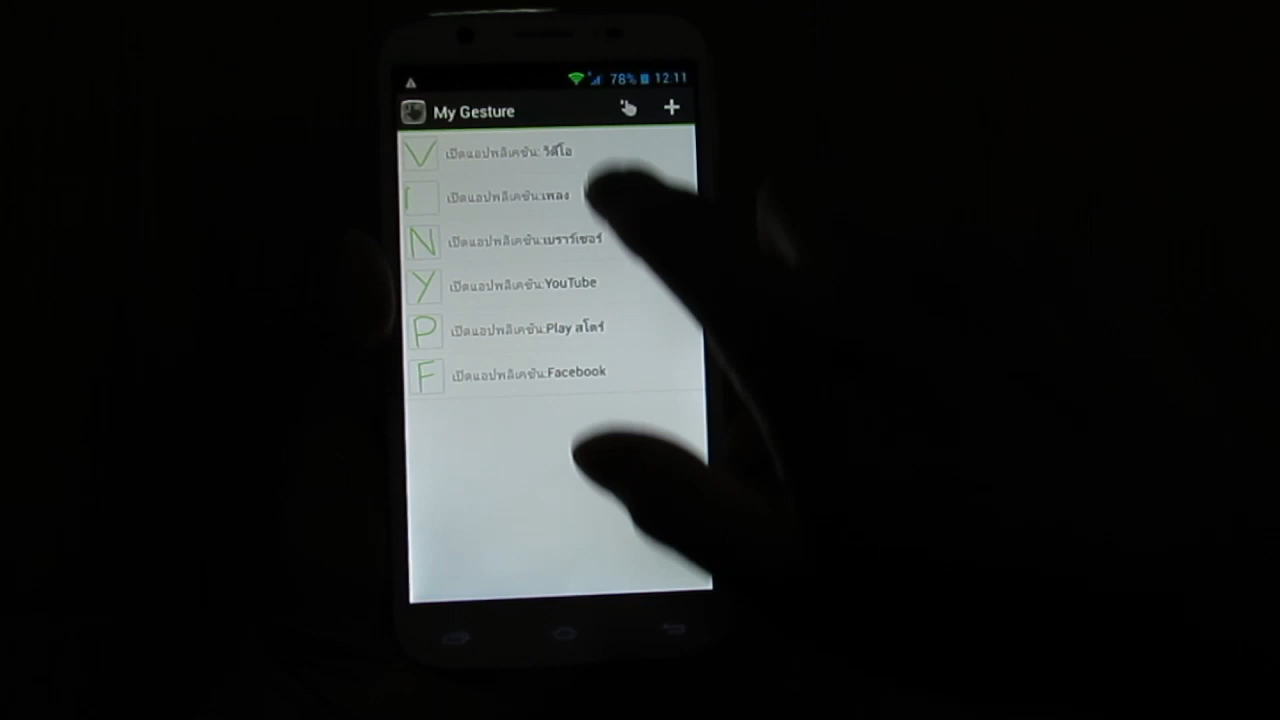 78% 12:11
My Gesture
V เปิดแอปพลิเคชัน: วิดีโอ
เปิดแอปพลิเคชัน:เพลง
N เปิดแอปพลิเคชัน:เบราว์เซอร์
Y เปิดแอปพลิเคชัน:YouTube
P เปิดแอปพลิเคชัน:Play สโตร์
F เปิดแอปพลิเคชัน:Facebook